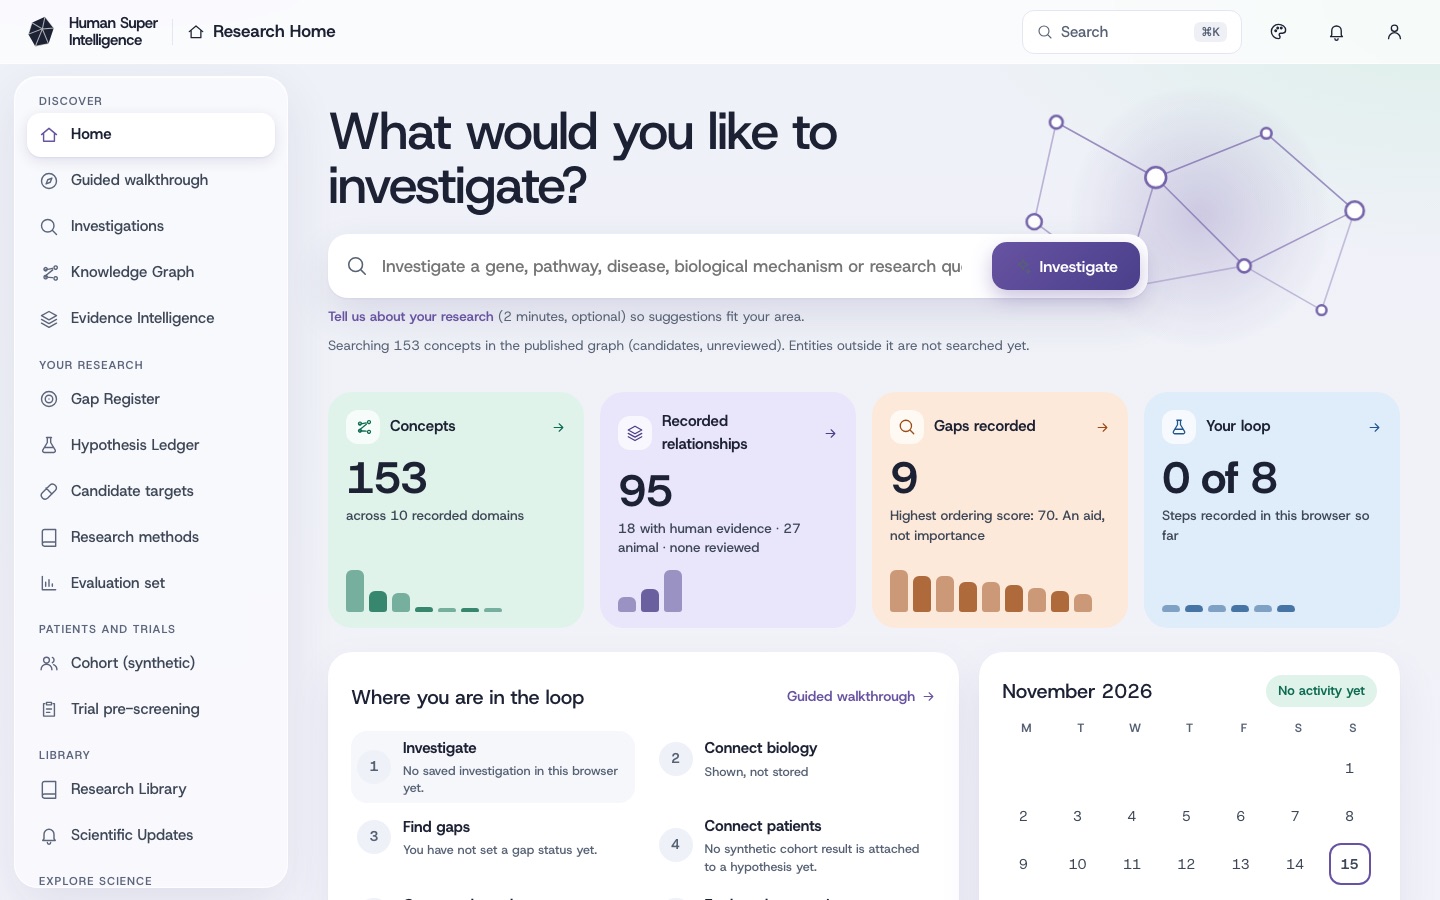 Human Super
Intelligence
Research Home
Search
⌘K
DISCOVER
Home
Guided walkthrough
Investigations
Knowledge Graph
Evidence Intelligence
YOUR RESEARCH
Gap Register
Hypothesis Ledger
Candidate targets
Research methods
Evaluation set
PATIENTS AND TRIALS
Cohort (synthetic)
Trial pre-screening
LIBRARY
Research Library
Scientific Updates
EXPLORE SCIENCE
What would you like to
investigate?
Investigate a gene, pathway, disease, biological mechanism or research qu
Investigate
Tell us about your research (2 minutes, optional) so suggestions fit your area.
Searching 153 concepts in the published graph (candidates, unreviewed). Entities outside it are not searched yet.
Concepts →
153
across 10 recorded domains
Recorded
relationships →
95
18 with human evidence · 27
animal · none reviewed
Gaps recorded →
9
Highest ordering score: 70. An aid,
not importance
Your loop →
0 of 8
Steps recorded in this browser so
far
Where you are in the loop
Guided walkthrough →
1
Investigate
No saved investigation in this browser
yet.
2
Connect biology
Shown, not stored
3
Find gaps
You have not set a gap status yet.
4
Connect patients
No synthetic cohort result is attached
to a hypothesis yet.
November 2026
No activity yet
M T W T F S S
1
2 3 4 5 6 7 8
9 10 11 12 13 14 15